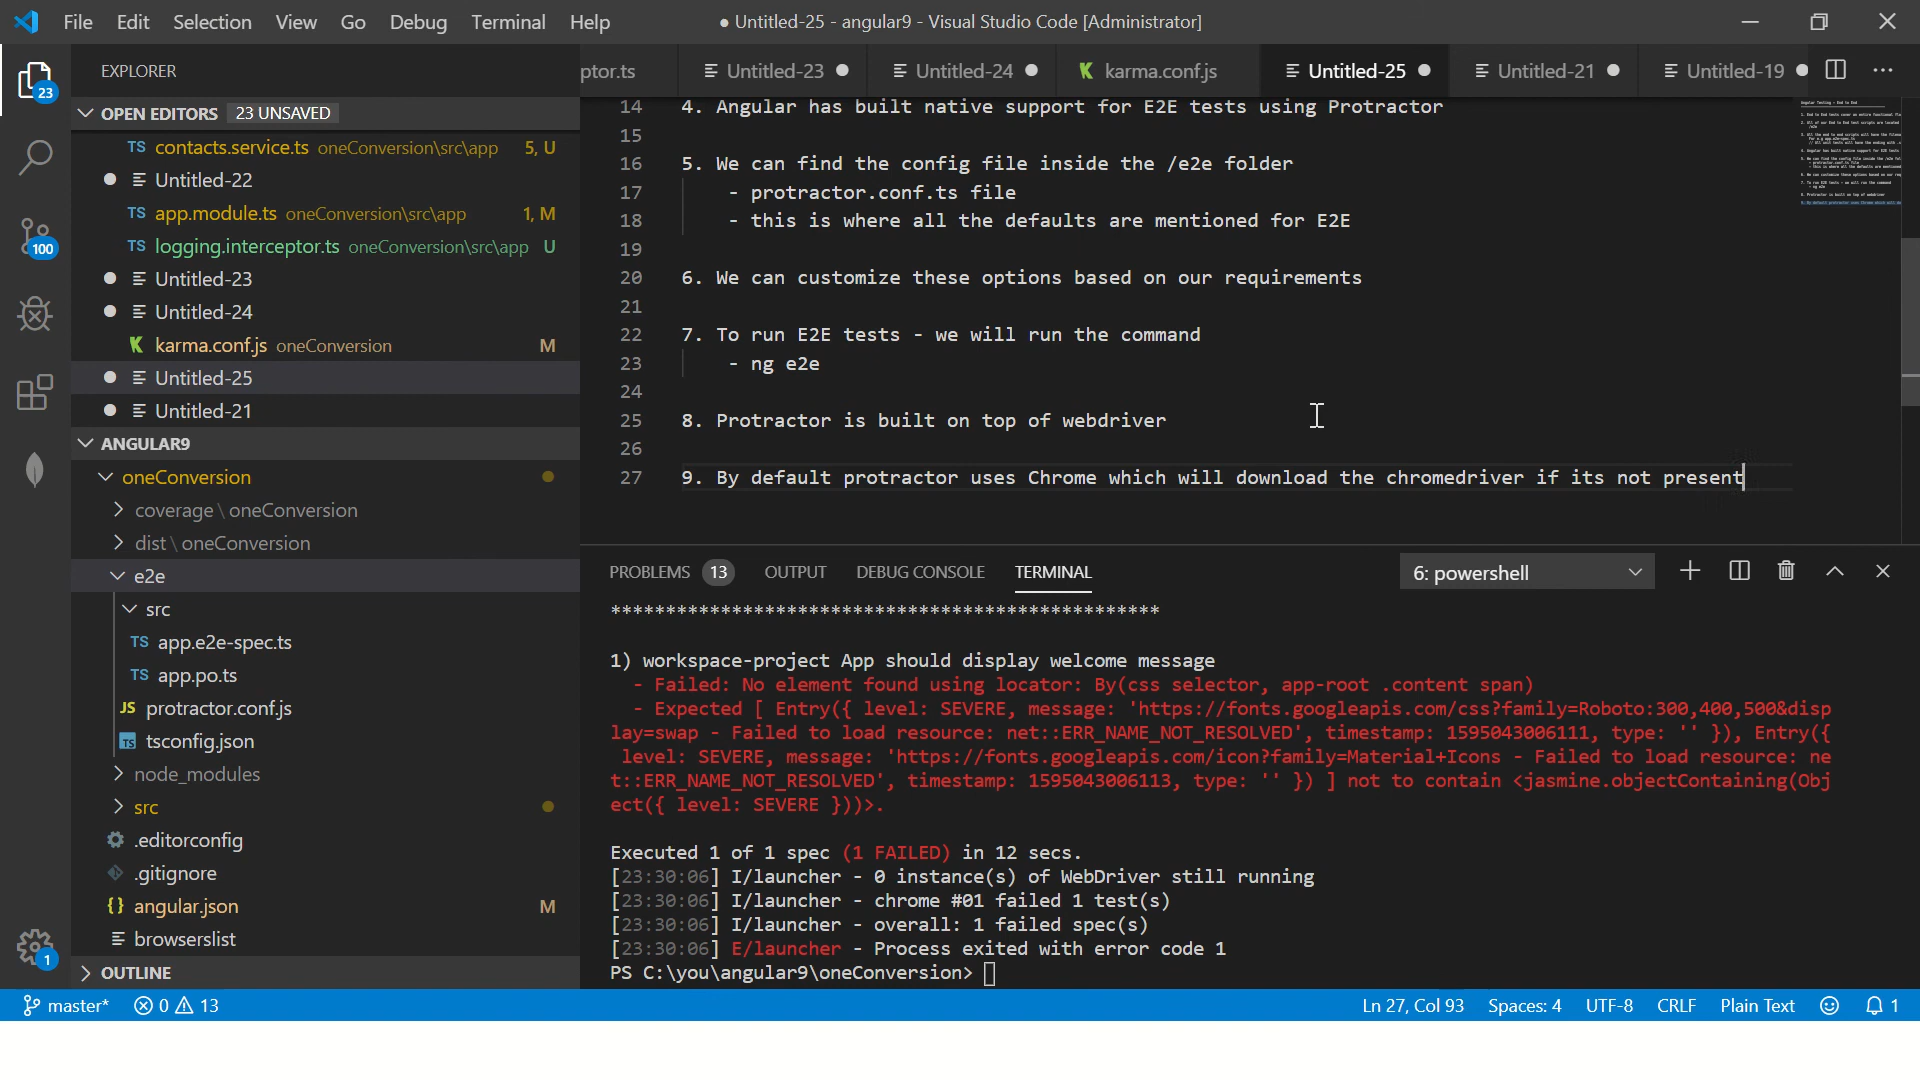 File Edit Selection View Go Debug Terminal Help
● Untitled-25 - angular9 - Visual Studio Code [Administrator]
EXPLORER
ptor.ts
Untitled-23
Untitled-24
karma.conf.js
Untitled-25
Untitled-21
Untitled-19
23
OPEN EDITORS 23 UNSAVED
TS contacts.service.ts oneConversion\src\app 5, U
Untitled-22
TS app.module.ts oneConversion\src\app 1, M
TS logging.interceptor.ts oneConversion\src\app U
100
Untitled-23
Untitled-24
karma.conf.js oneConversion M
Untitled-25
Untitled-21
ANGULAR9
oneConversion
coverage \ oneConversion
dist \ oneConversion
e2e
src
TS app.e2e-spec.ts
TS app.po.ts
JS protractor.conf.js
TS tsconfig.json
node_modules
src
.editorconfig
.gitignore
{} angular.json M
browserslist
1
OUTLINE
14 4. Angular has built native support for E2E tests using Protractor
15
16 5. We can find the config file inside the /e2e folder
17 - protractor.conf.ts file
18 - this is where all the defaults are mentioned for E2E
19
20 6. We can customize these options based on our requirements
21
22 7. To run E2E tests - we will run the command
23 - ng e2e
24
25 8. Protractor is built on top of webdriver
26
27 9. By default protractor uses Chrome which will download the chromedriver if its not present
PROBLEMS 13 OUTPUT DEBUG CONSOLE TERMINAL 6: powershell
**************************************************
1) workspace-project App should display welcome message
- Failed: No element found using locator: By(css selector, app-root .content span)
- Expected [ Entry({ level: SEVERE, message: 'https://fonts.googleapis.com/css?family=Roboto:300,400,500&disp
lay=swap - Failed to load resource: net::ERR_NAME_NOT_RESOLVED', timestamp: 1595043006111, type: '' }), Entry({
level: SEVERE, message: 'https://fonts.googleapis.com/icon?family=Material+Icons - Failed to load resource: ne
t::ERR_NAME_NOT_RESOLVED', timestamp: 1595043006113, type: '' }) ] not to contain <jasmine.objectContaining(Obj
ect({ level: SEVERE }))>.
Executed 1 of 1 spec (1 FAILED) in 12 secs.
[23:30:06] I/launcher - 0 instance(s) of WebDriver still running
[23:30:06] I/launcher - chrome #01 failed 1 test(s)
[23:30:06] I/launcher - overall: 1 failed spec(s)
[23:30:06] E/launcher - Process exited with error code 1
PS C:\you\angular9\oneConversion>
master* 0 13 Ln 27, Col 93 Spaces: 4 UTF-8 CRLF Plain Text 1